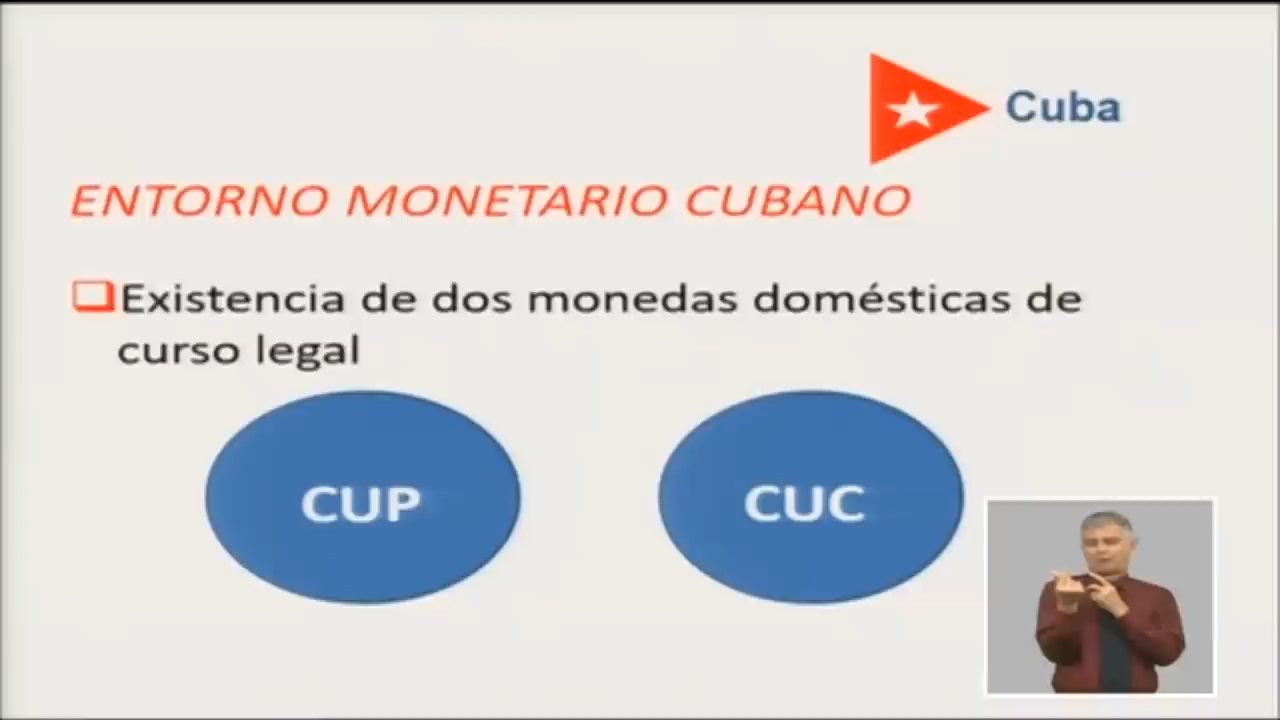 Cuba
ENTORNO MONETARIO CUBANO
Existencia de dos monedas domésticas de
curso legal
CUP
CUC